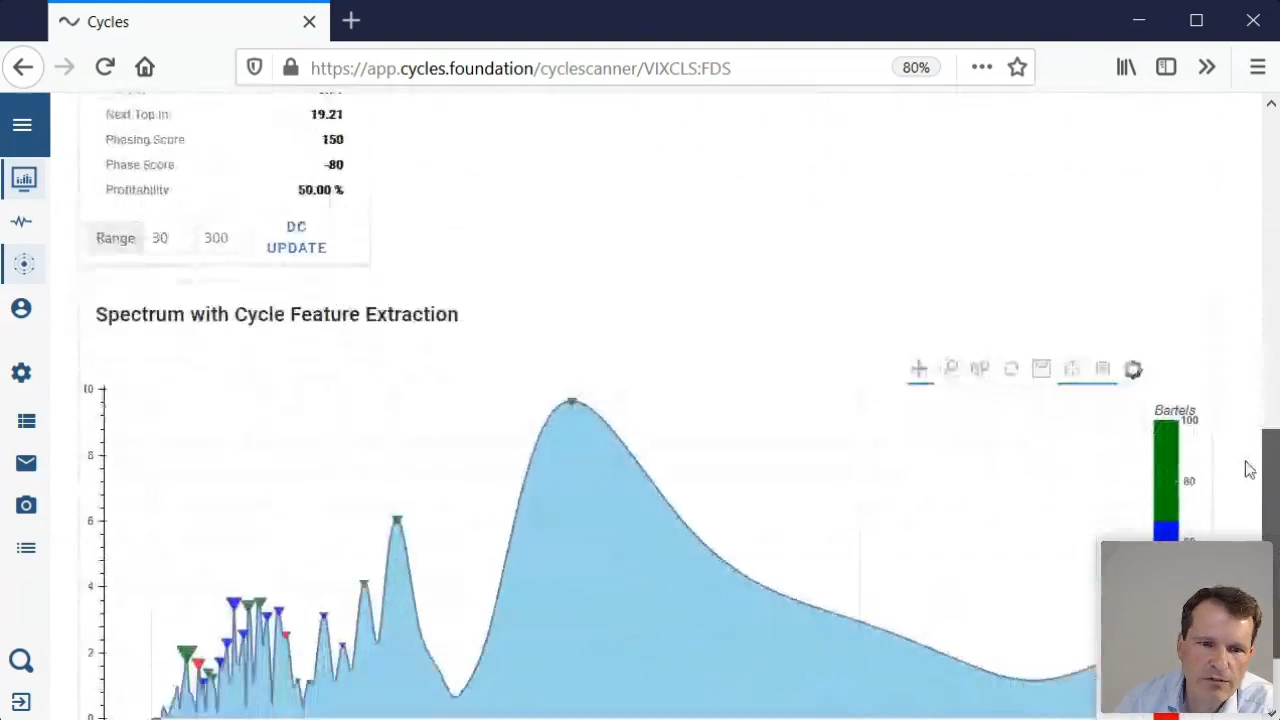 Cycles
https://app.cycles.foundation/cyclescanner/VIXCLS:FDS
80%
Next Top In 19.21
Phasing Score 150
Phase Score -80
Profitability 50.00 %
Range 30 300 DC
UPDATE
Spectrum with Cycle Feature Extraction
Bartels
100
80
10
8
6
4
2
0